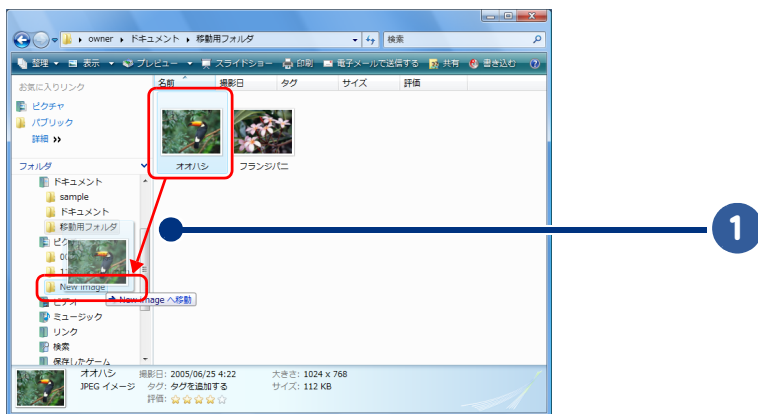 owner ▸ ドキュメント ▸ 移動用フォルダ
検索
整理 表示 プレビュー スライドショー 印刷 電子メールで送信する 共有 書き込む
お気に入りリンク
ピクチャ
パブリック
詳細 >>
フォルダ
ドキュメント
sample
ドキュメント
移動用フォルダ
ピク
New Image
ビデオ
ミュージック
リンク
検索
保存したゲーム
名前 撮影日 タグ サイズ 評価
オオハシ フランジパニ
New Image へ移動
1
オオハシ 撮影日: 2005/06/25 4:22 大きさ: 1024 x 768
JPEG イメージ タグ: タグを追加する サイズ: 112 KB
評価: ☆☆☆☆☆